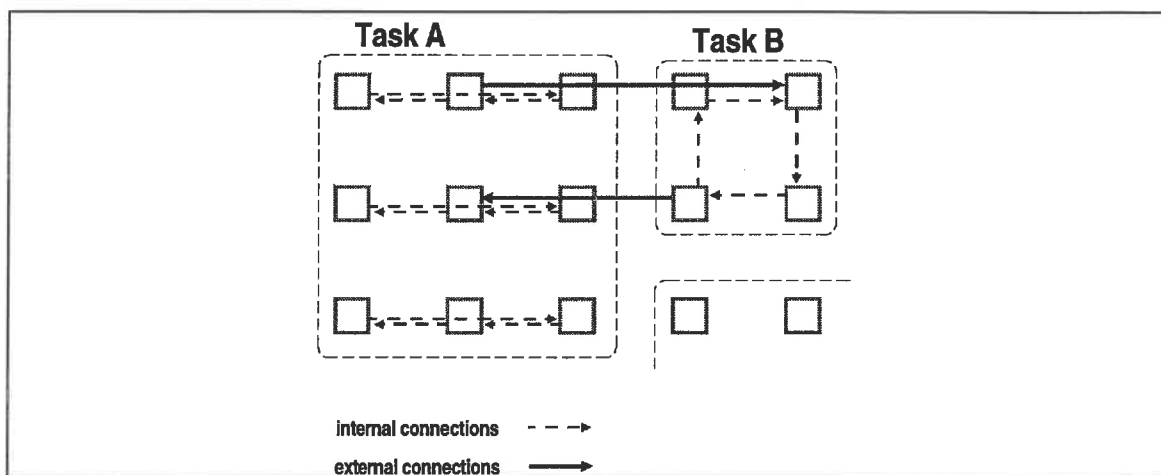 Task A
Task B
internal connections
external connections